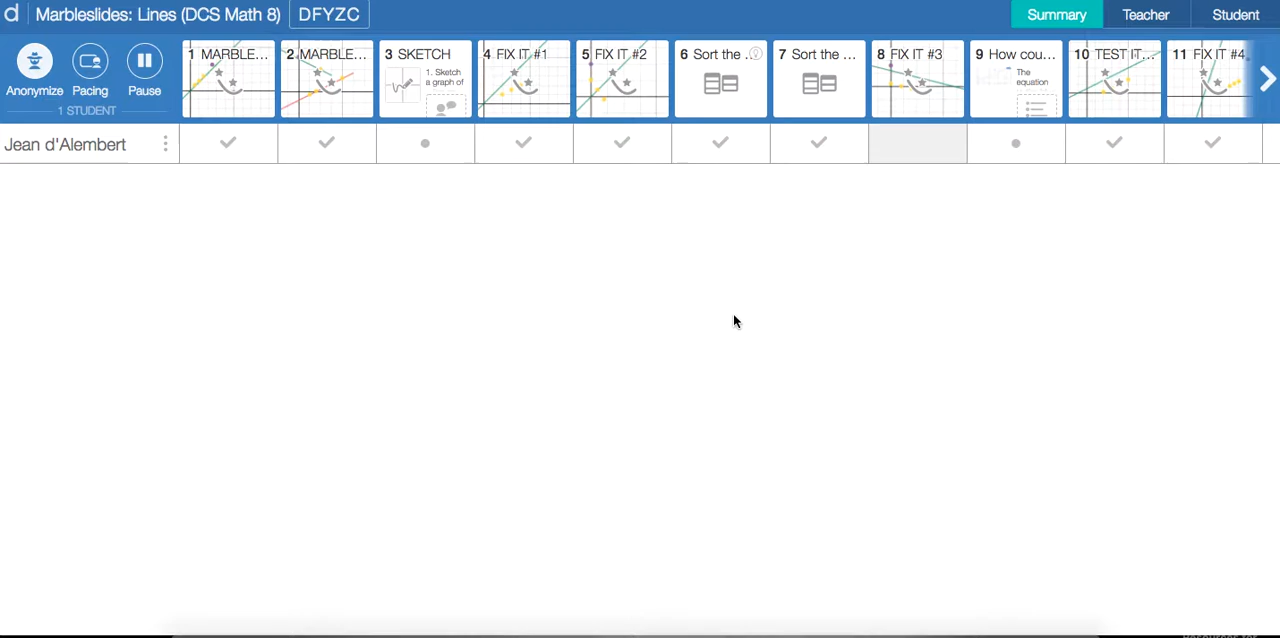 d Marbleslides: Lines (DCS Math 8) DFYZC Summary Teacher Student
1 MARBLE... 2 MARBLE... 3 SKETCH 4 FIX IT #1 5 FIX IT #2 6 Sort the ... 7 Sort the ... 8 FIX IT #3 9 How cou... 10 TEST IT... 11 FIX IT #4
1. Sketch
a graph of
The
equation
Anonymize Pacing Pause
1 STUDENT
Jean d'Alembert